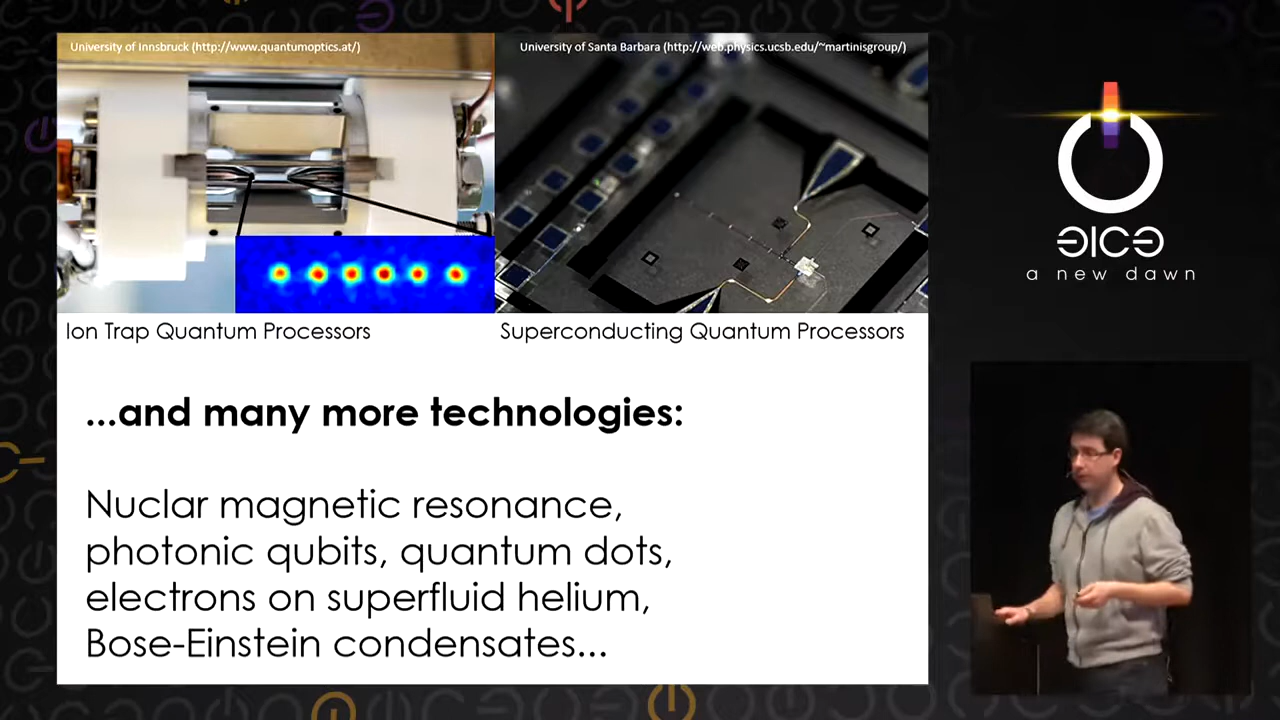 University of Innsbruck (http://www.quantumoptics.at/)
University of Santa Barbara (http://web.physics.ucsb.edu/~martinisgroup/)
Ion Trap Quantum Processors
Superconducting Quantum Processors
...and many more technologies:
Nuclar magnetic resonance,
photonic qubits, quantum dots,
electrons on superfluid helium,
Bose-Einstein condensates...
31C3
a new dawn